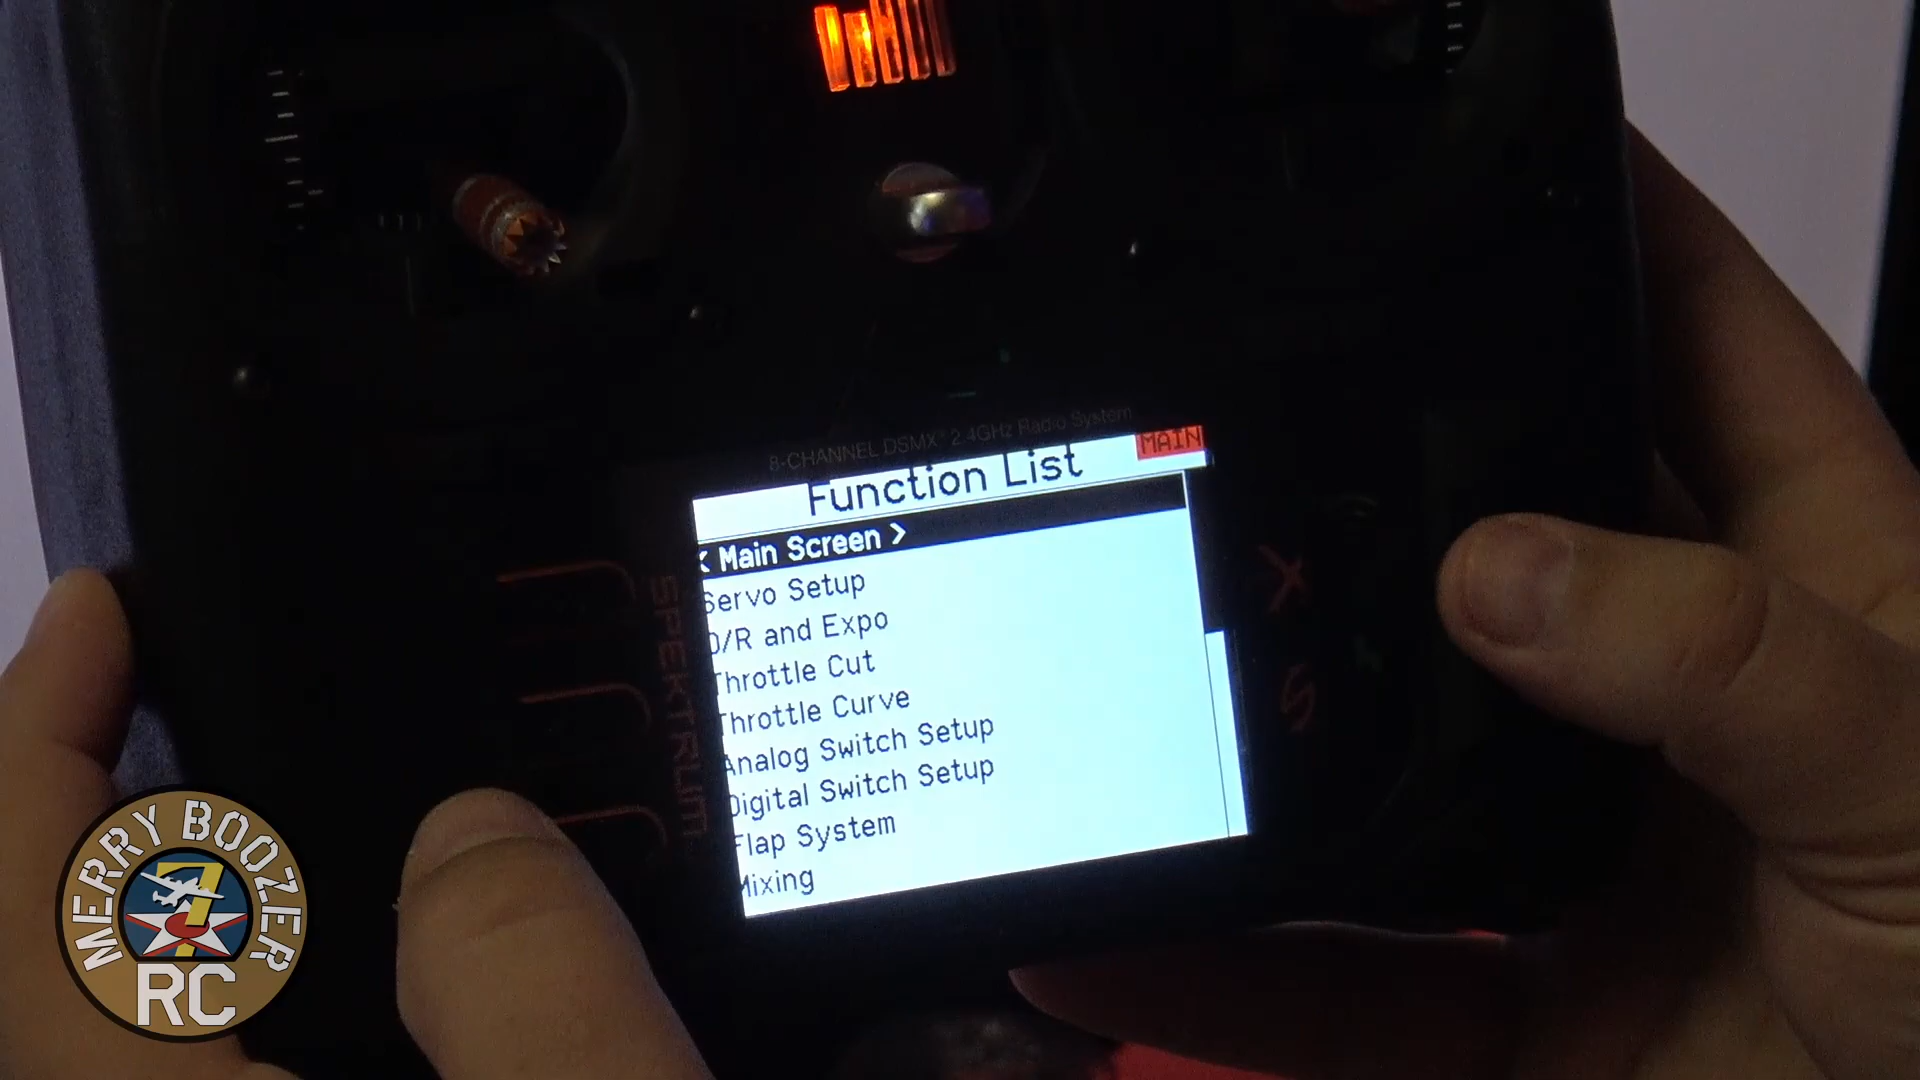 8-CHANNEL DSMX® 2.4GHz Radio System
MAIN
Function List
< Main Screen >
Servo Setup
D/R and Expo
Throttle Cut
Throttle Curve
Analog Switch Setup
Digital Switch Setup
Flap System
Mixing
SPEKTRUM
MERRY BOOZER
7
RC